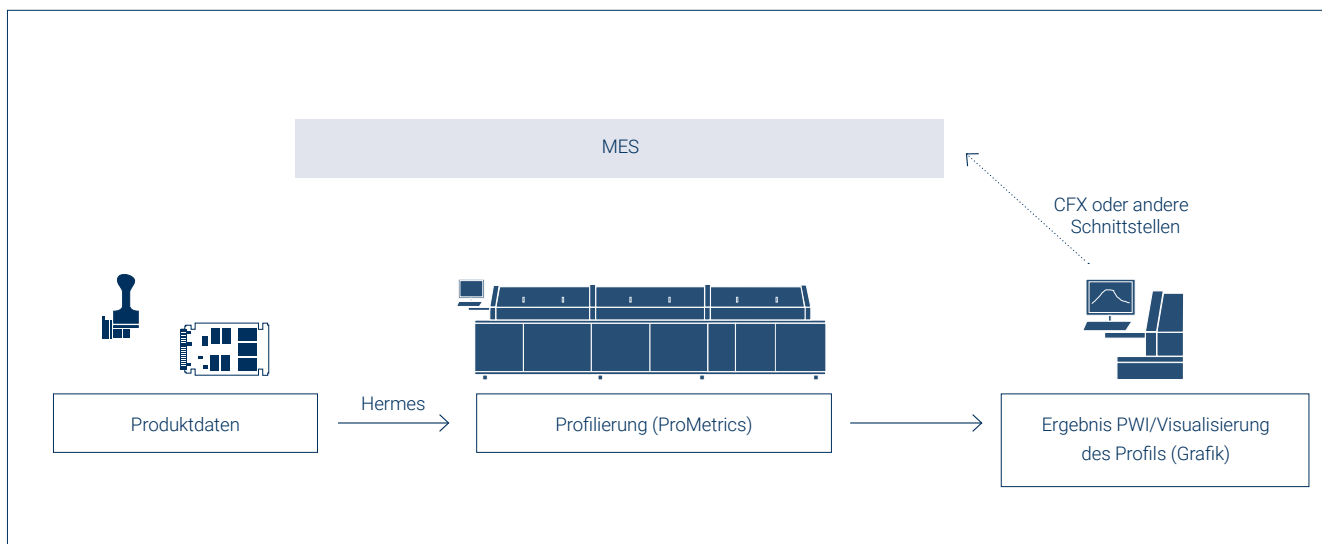 MES
CFX oder andere
Schnittstellen
Produktdaten
Hermes
Profilierung (ProMetrics)
Ergebnis PWI/Visualisierung
des Profils (Grafik)